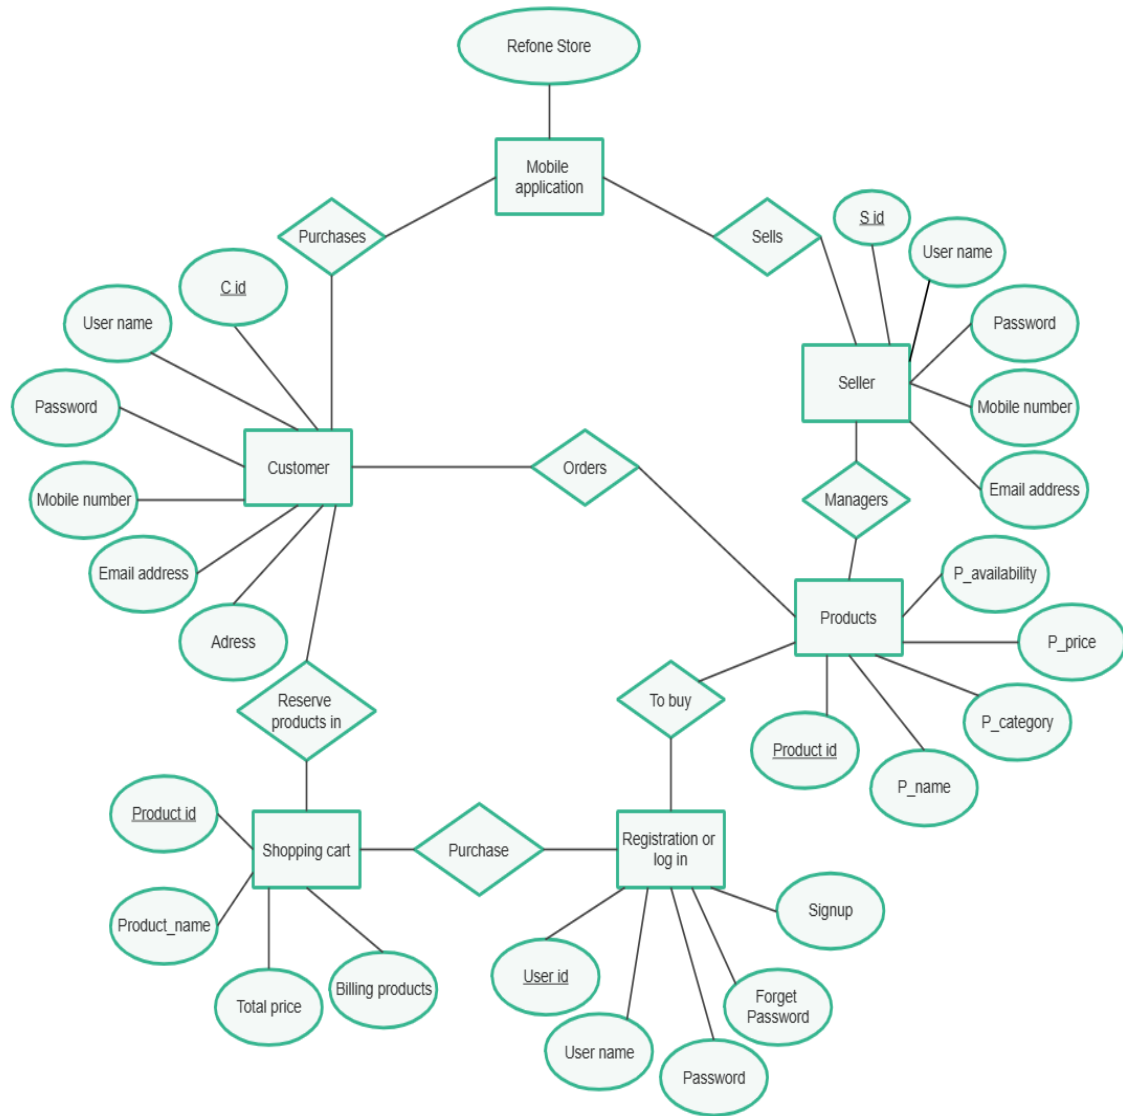 Refone Store
Mobile
application
Purchases
Sells
S id
User name
Password
Seller
Mobile number
Email address
Managers
C id
User name
Password
Customer
Mobile number
Email address
Adress
Orders
P_availability
Products
P_price
P_category
P_name
Product id
To buy
Reserve
products in
Product id
Shopping cart
Product_name
Total price
Billing products
Purchase
Registration or
log in
Signup
User id
Forget
Password
User name
Password